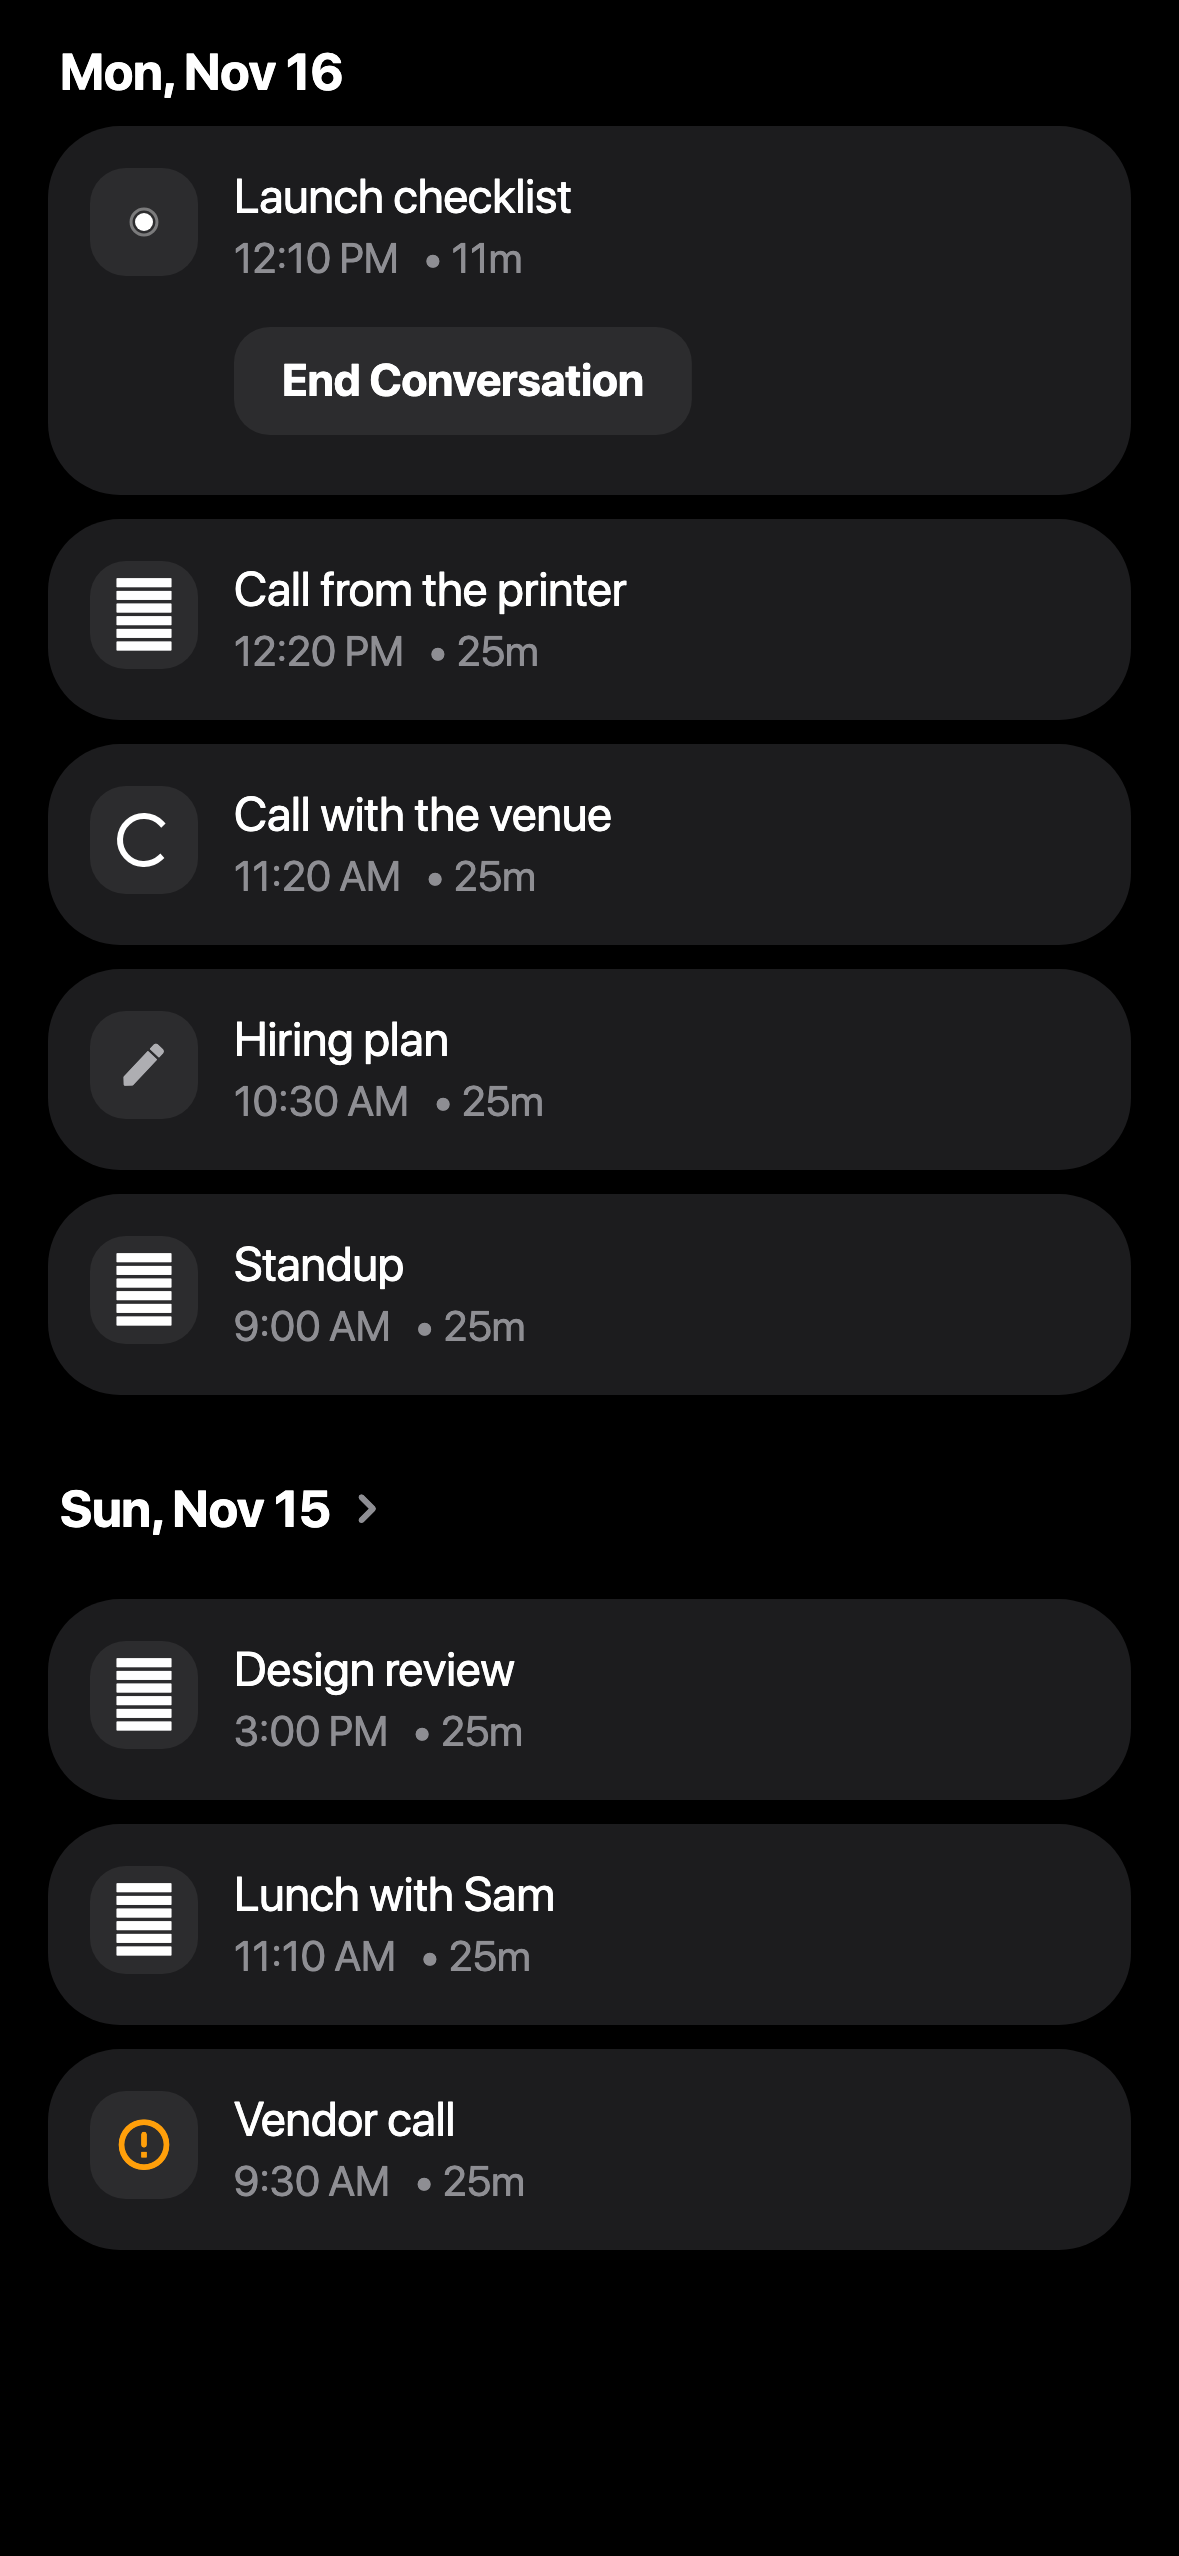 Mon, Nov 16
Launch checklist
12:10 PM • 11m
End Conversation
Call from the printer
12:20 PM • 25m
Call with the venue
11:20 AM • 25m
Hiring plan
10:30 AM • 25m
Standup
9:00 AM • 25m
Sun, Nov 15
Design review
3:00 PM • 25m
Lunch with Sam
11:10 AM • 25m
Vendor call
9:30 AM • 25m